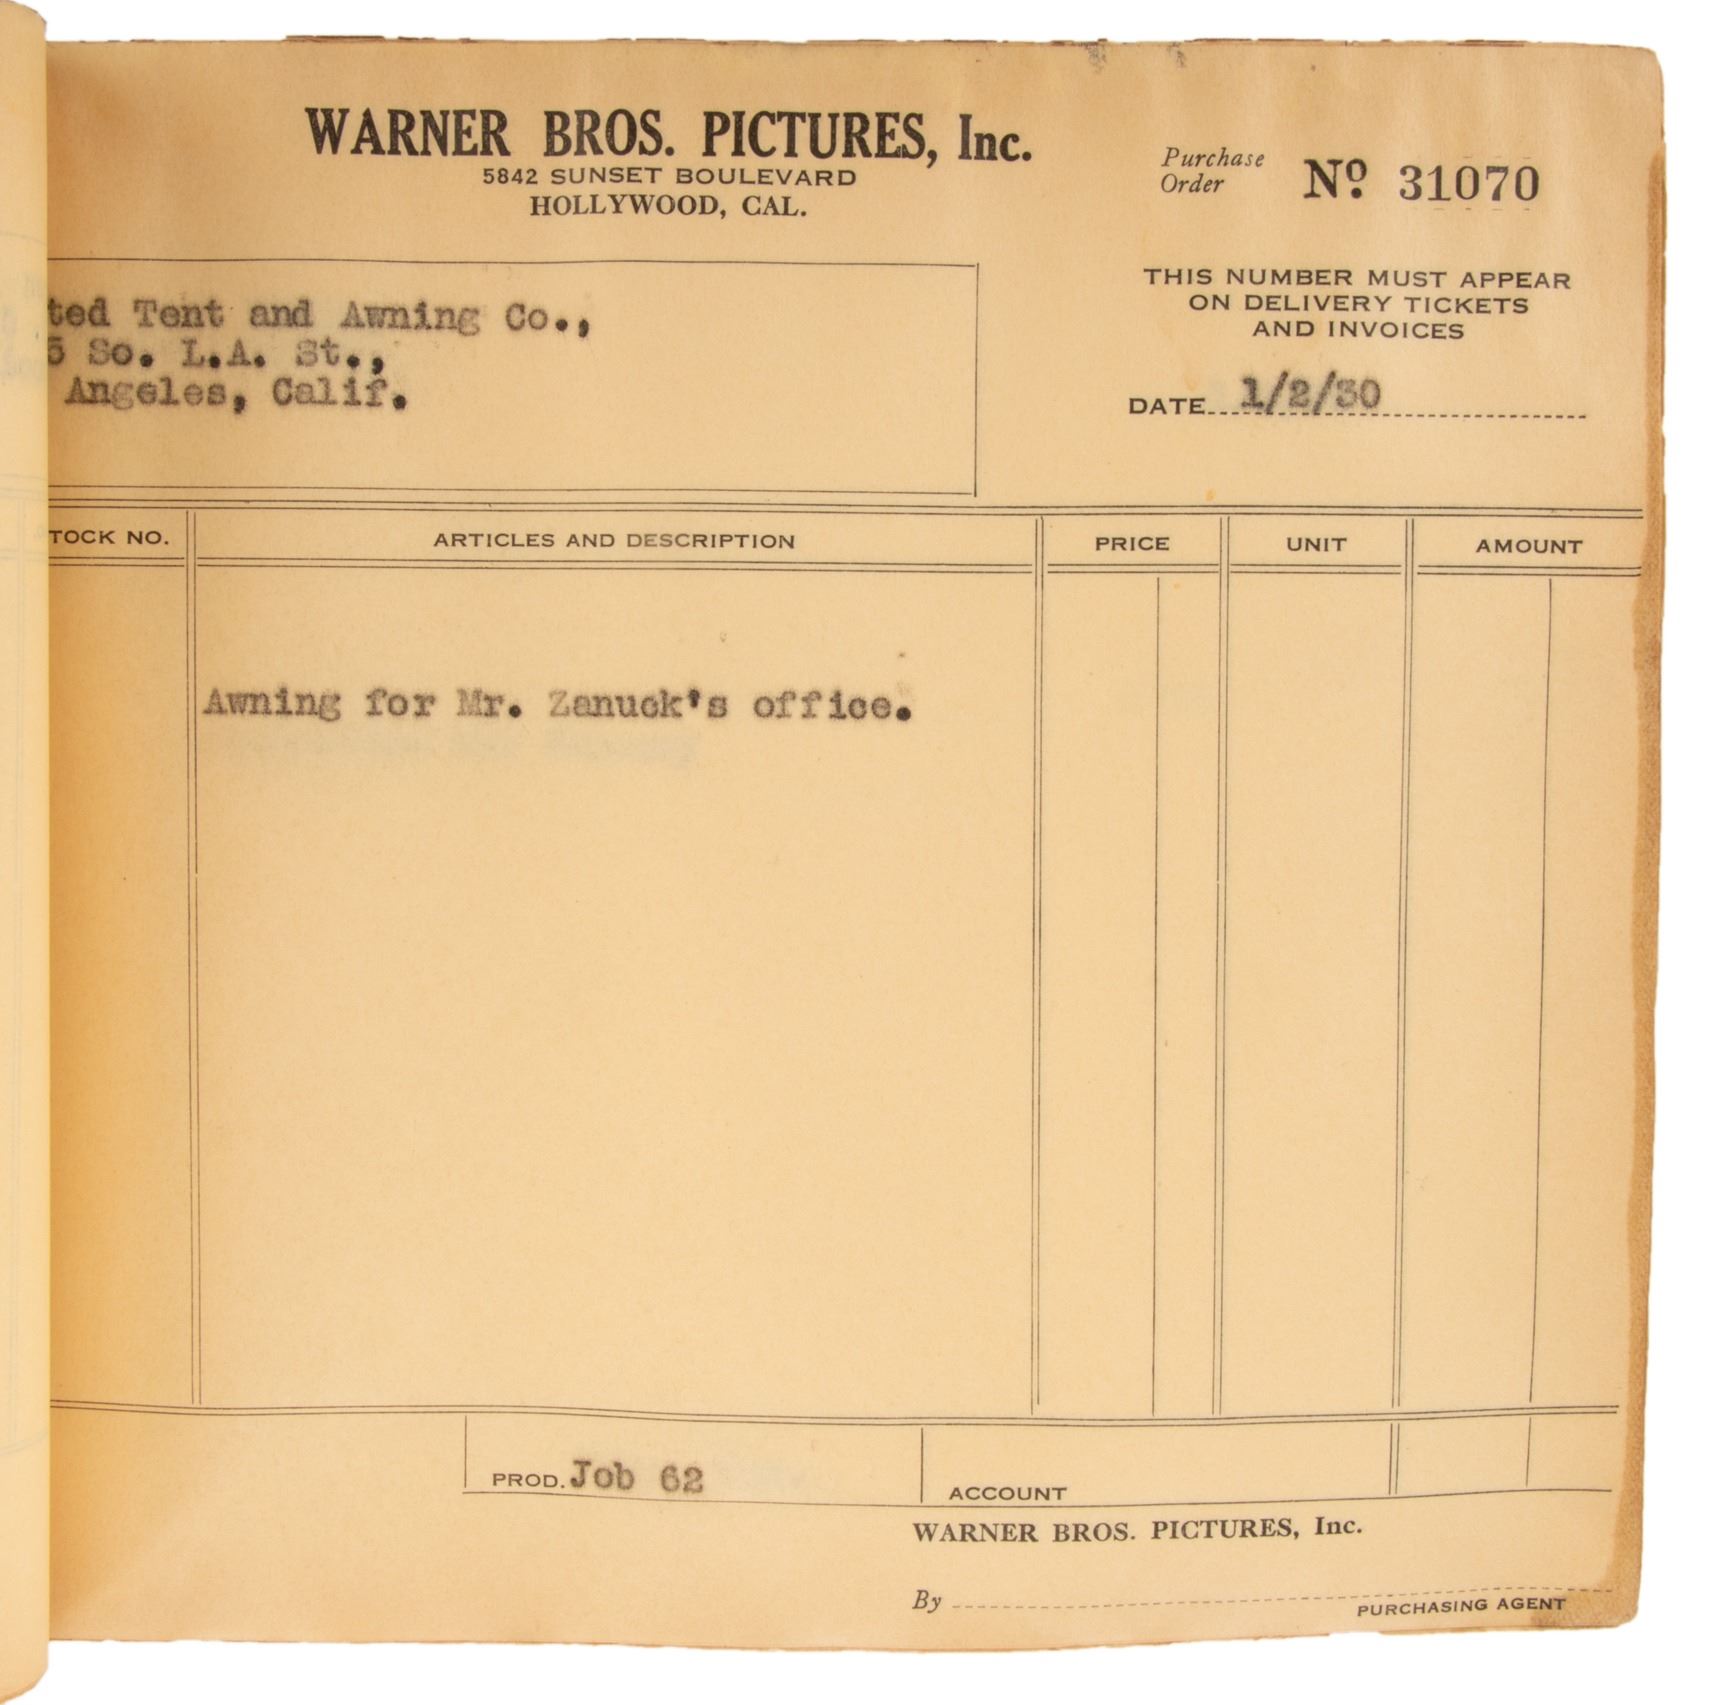 WARNER BROS. PICTURES, Inc.
5842 SUNSET BOULEVARD
HOLLYWOOD, CAL.
Purchase
Order
Nº 31070
THIS NUMBER MUST APPEAR
ON DELIVERY TICKETS
AND INVOICES
DATE 1/2/30
ted Tent and Awning Co.,
5 So. L.A. St.,
Angeles, Calif.
TOCK NO. ARTICLES AND DESCRIPTION PRICE UNIT AMOUNT
Awning for Mr. Zanuck's office.
PROD. Job 62 ACCOUNT
WARNER BROS. PICTURES, Inc.
By
PURCHASING AGENT